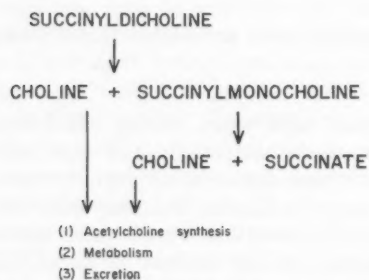 SUCCINYLDICHOLINE
CHOLINE + SUCCINYLMONOCHOLINE
CHOLINE + SUCCINATE
(1) Acetylcholine synthesis
(2) Metabolism
(3) Excretion